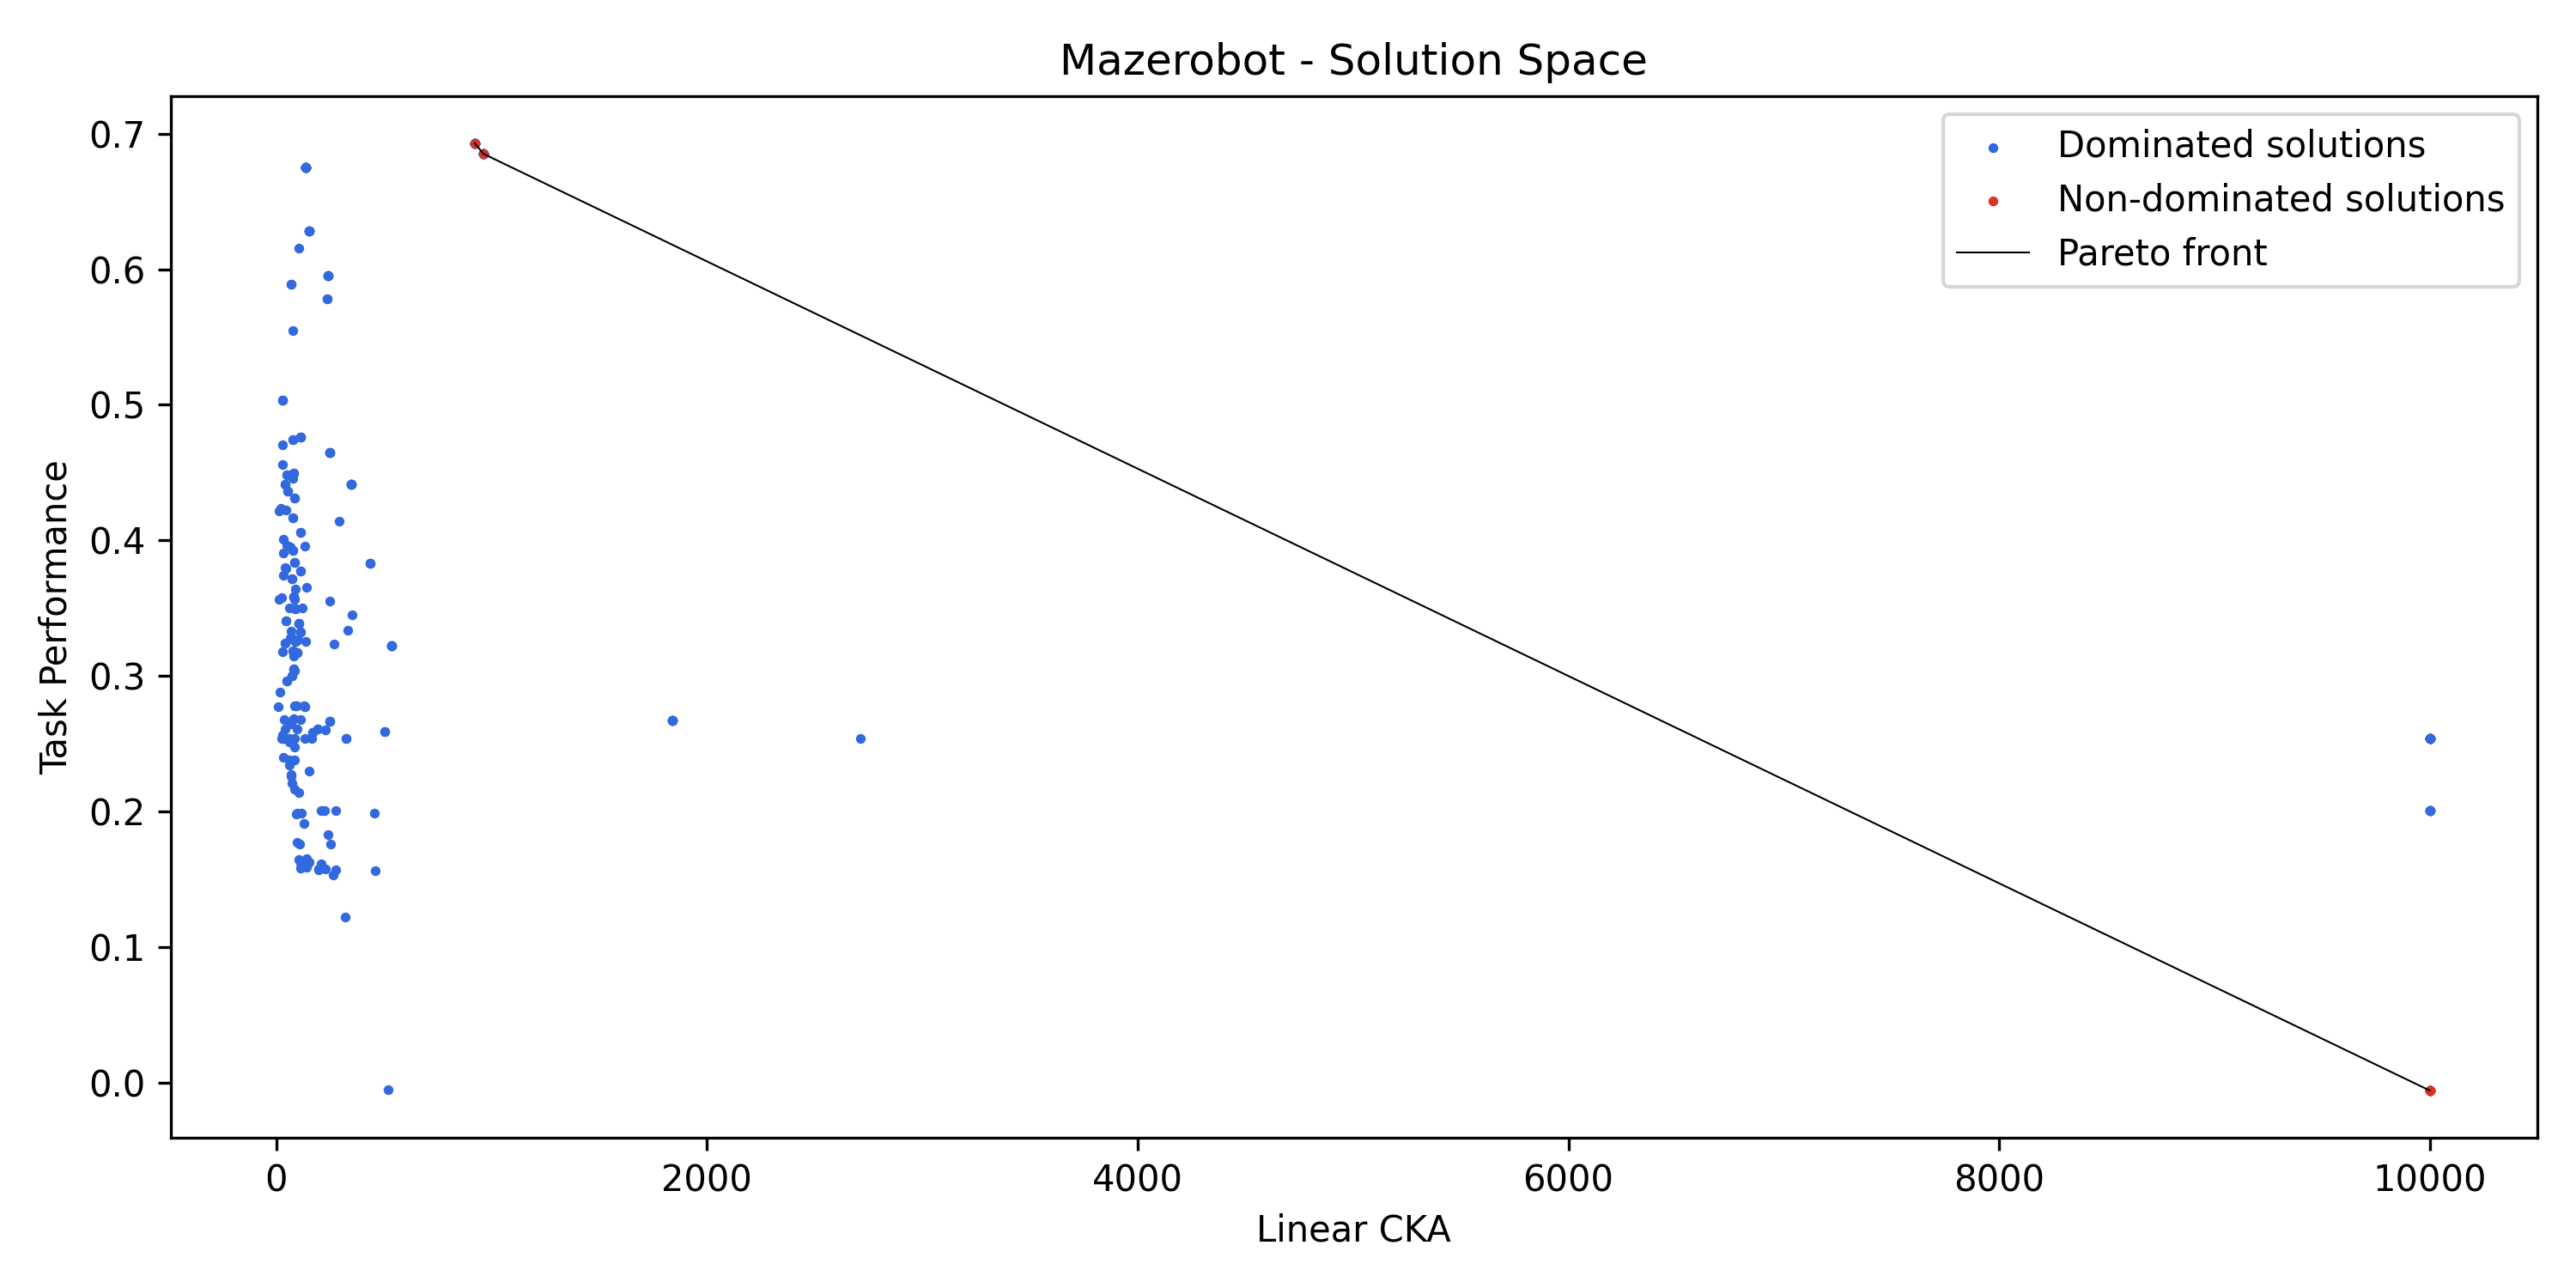 Mazerobot - Solution Space
Dominated solutions
Non-dominated solutions
Pareto front
Task Performance
0.7
0.6
0.5
0.4
0.3
0.2
0.1
0.0
0 2000 4000 6000 8000 10000
Linear CKA